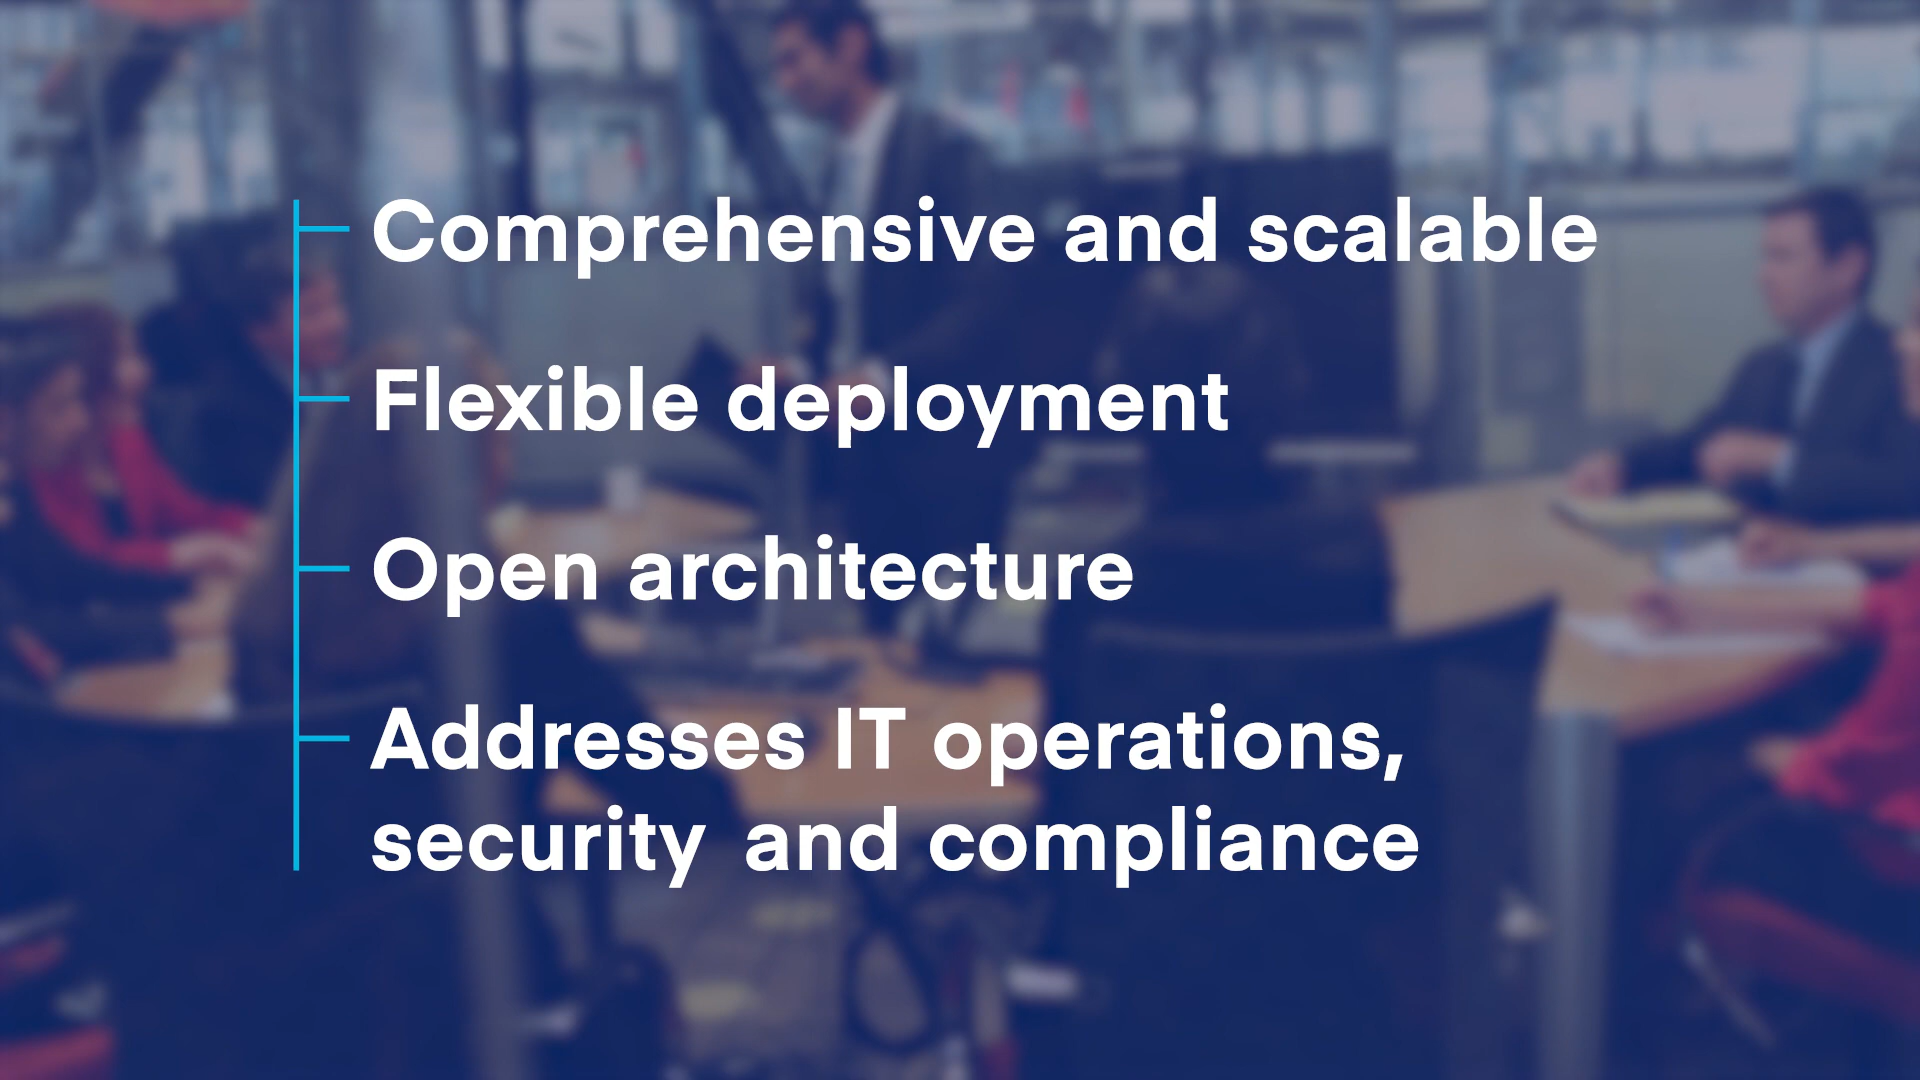 Comprehensive and scalable
Flexible deployment
Open architecture
Addresses IT operations,
security and compliance